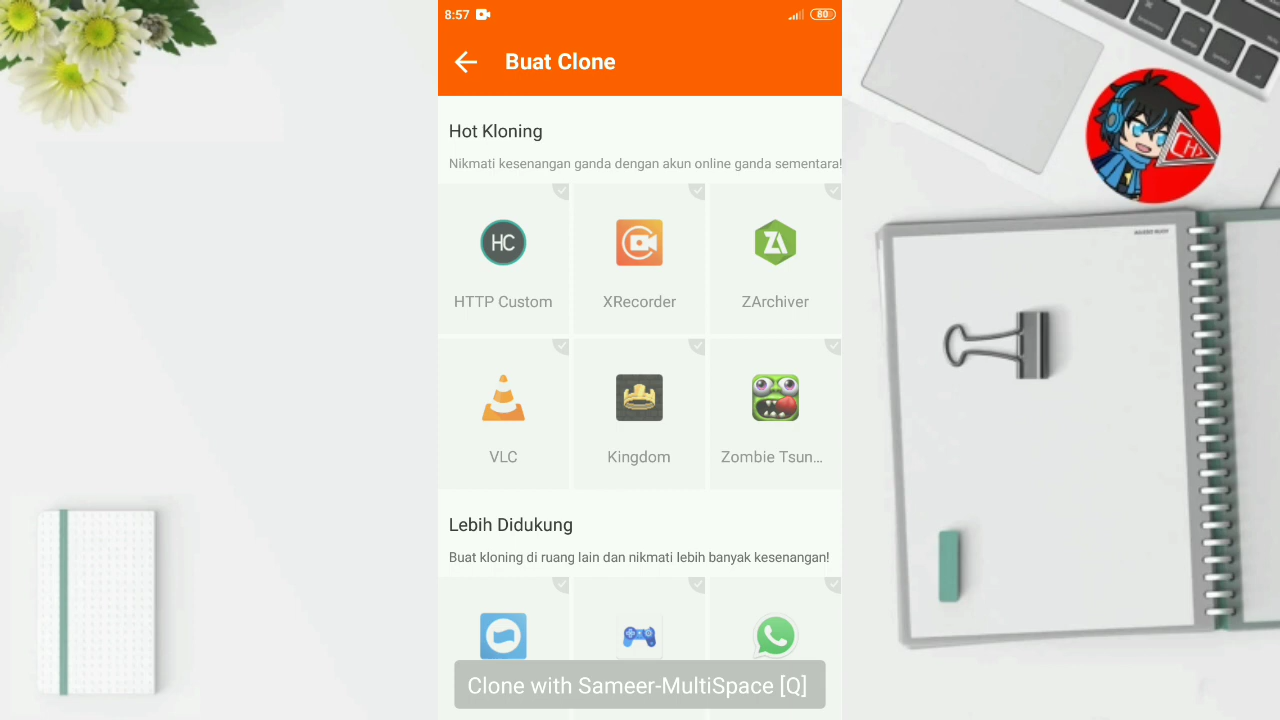 8:57
80
Buat Clone
Hot Kloning
Nikmati kesenangan ganda dengan akun online ganda sementara!
HC
HTTP Custom
XRecorder
ZA
ZArchiver
VLC
Kingdom
Zombie Tsun...
Lebih Didukung
Buat kloning di ruang lain dan nikmati lebih banyak kesenangan!
Clone with Sameer-MultiSpace [Q]